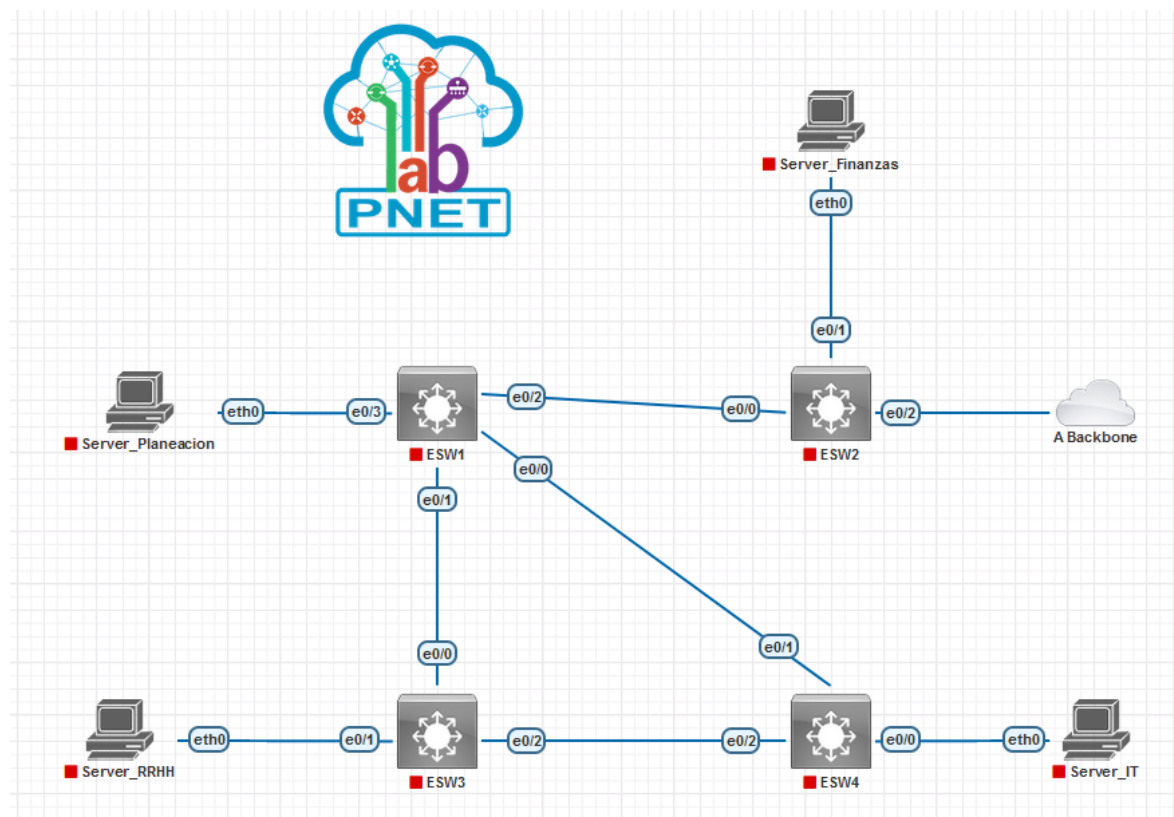 lab
PNET
Server_Finanzas
eth0
e0/1
Server_Planeacion
eth0
e0/3
ESW1
e0/2
e0/0
ESW2
e0/2
A Backbone
e0/0
e0/1
e0/0
e0/1
Server_RRHH
eth0
e0/1
ESW3
e0/2
e0/2
ESW4
e0/0
eth0
Server_IT